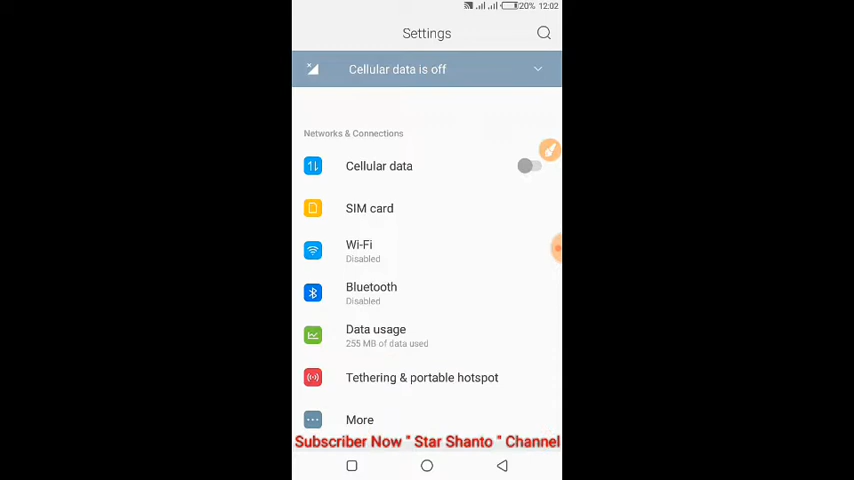 20% 12:02
Settings
Cellular data is off
Networks & Connections
Cellular data
SIM card
Wi-Fi
Disabled
Bluetooth
Disabled
Data usage
255 MB of data used
Tethering & portable hotspot
More
Subscriber Now " Star Shanto " Channel